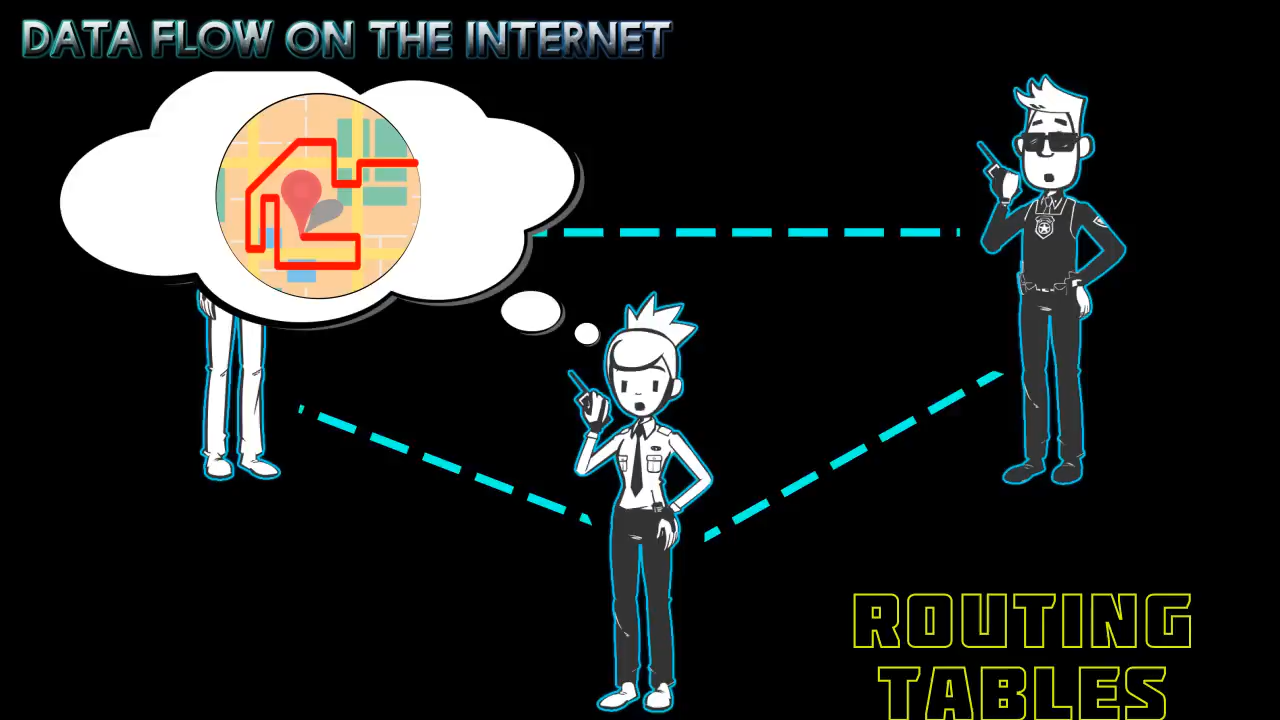 DATA FLOW ON THE INTERNET
ROUTING
TABLES